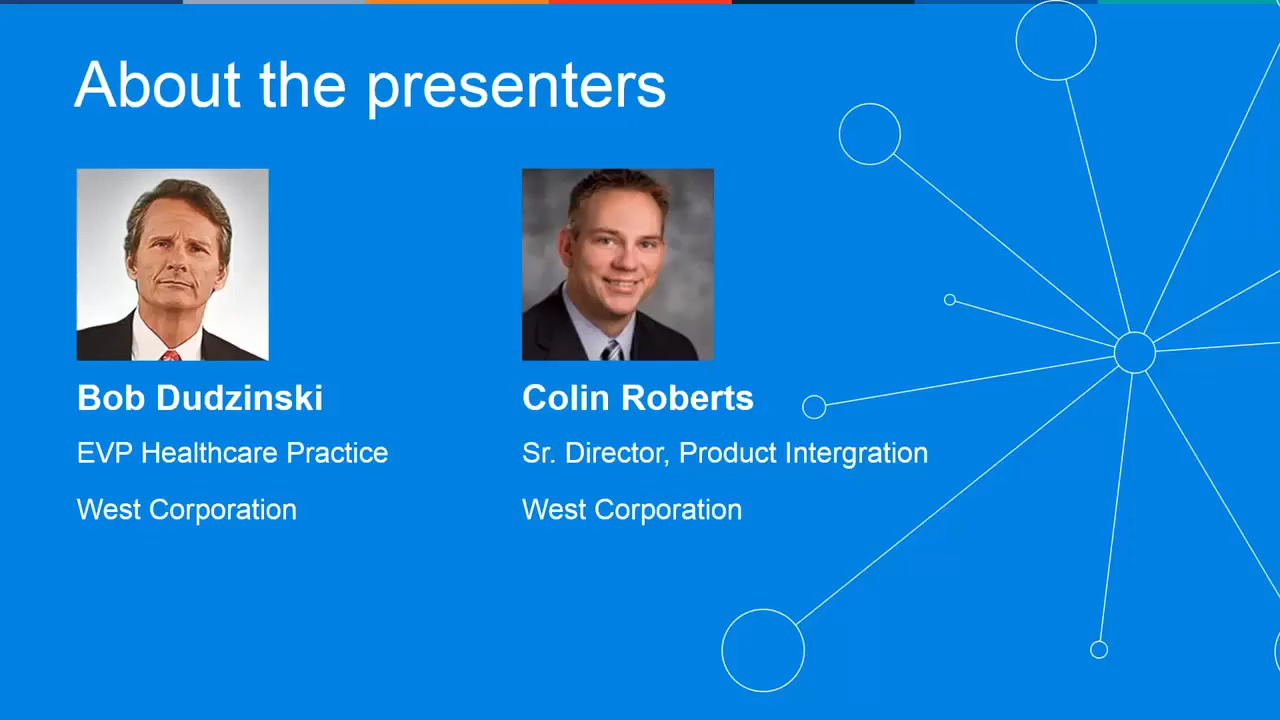 About the presenters
Bob Dudzinski
EVP Healthcare Practice
West Corporation
Colin Roberts
Sr. Director, Product Intergration
West Corporation